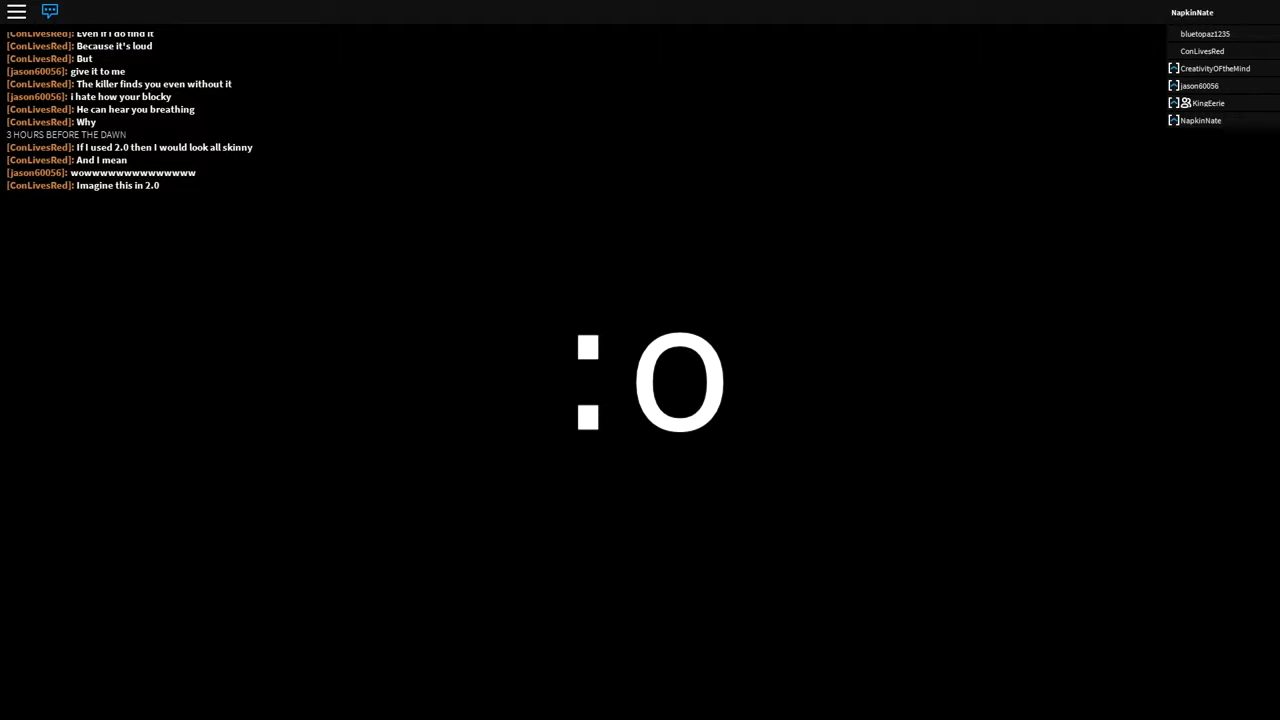 NapkinNate
[ConLivesRed]: Even if I do find it
[ConLivesRed]: Because it's loud
[ConLivesRed]: But
[jason60056]: give it to me
[ConLivesRed]: The killer finds you even without it
[jason60056]: i hate how your blocky
[ConLivesRed]: He can hear you breathing
[ConLivesRed]: Why
3 HOURS BEFORE THE DAWN
[ConLivesRed]: If I used 2.0 then I would look all skinny
[ConLivesRed]: And I mean
[jason60056]: wowwwwwwwwwwwwwww
[ConLivesRed]: Imagine this in 2.0
bluetopaz1235
ConLivesRed
CreativityOFtheMind
jason60056
KingEerie
NapkinNate
:o